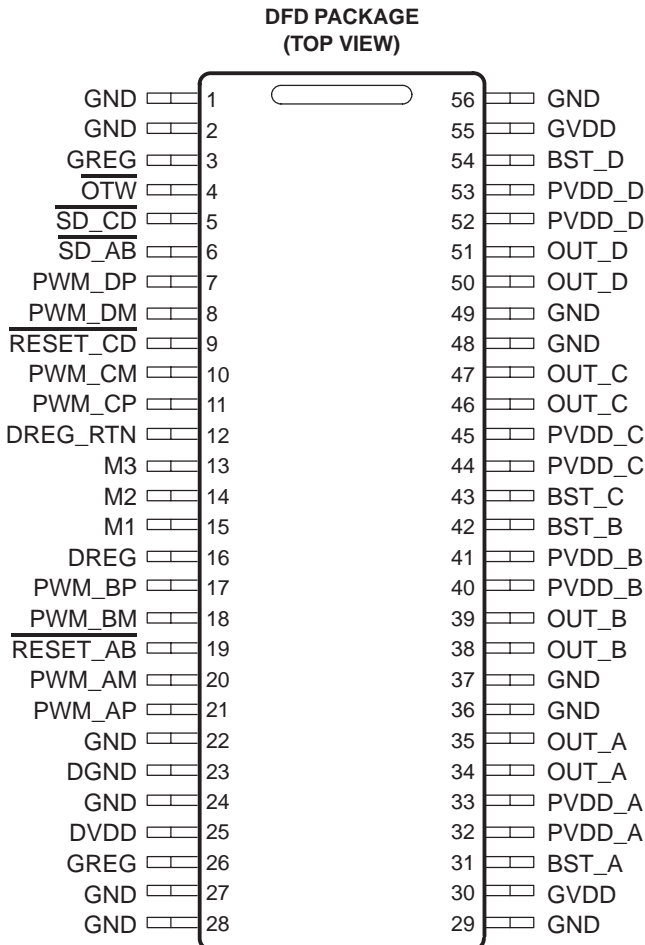 DFD PACKAGE
(TOP VIEW)
GND 1 56 GND
GND 2 55 GVDD
GREG 3 54 BST_D
OTW 4 53 PVDD_D
SD_CD 5 52 PVDD_D
SD_AB 6 51 OUT_D
PWM_DP 7 50 OUT_D
PWM_DM 8 49 GND
RESET_CD 9 48 GND
PWM_CM 10 47 OUT_C
PWM_CP 11 46 OUT_C
DREG_RTN 12 45 PVDD_C
M3 13 44 PVDD_C
M2 14 43 BST_C
M1 15 42 BST_B
DREG 16 41 PVDD_B
PWM_BP 17 40 PVDD_B
PWM_BM 18 39 OUT_B
RESET_AB 19 38 OUT_B
PWM_AM 20 37 GND
PWM_AP 21 36 GND
GND 22 35 OUT_A
DGND 23 34 OUT_A
GND 24 33 PVDD_A
DVDD 25 32 PVDD_A
GREG 26 31 BST_A
GND 27 30 GVDD
GND 28 29 GND